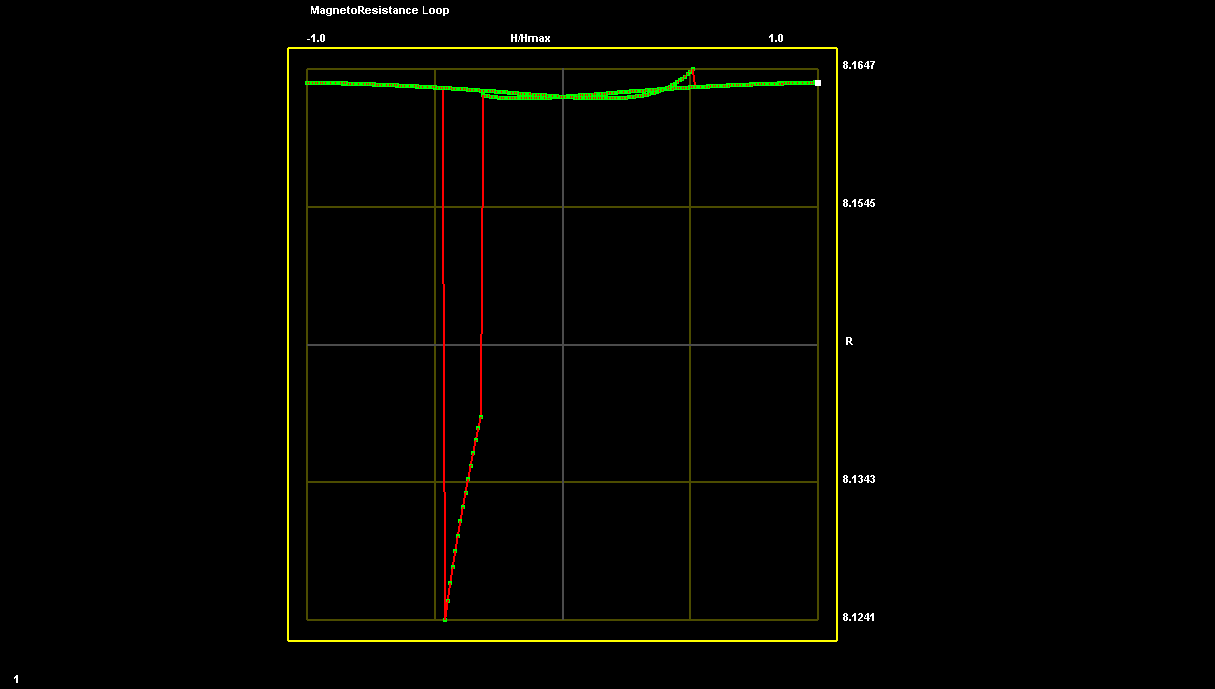 MagnetoResistance Loop
-1.0 H/Hmax 1.0
8.1647
8.1545
R
8.1343
8.1241
1